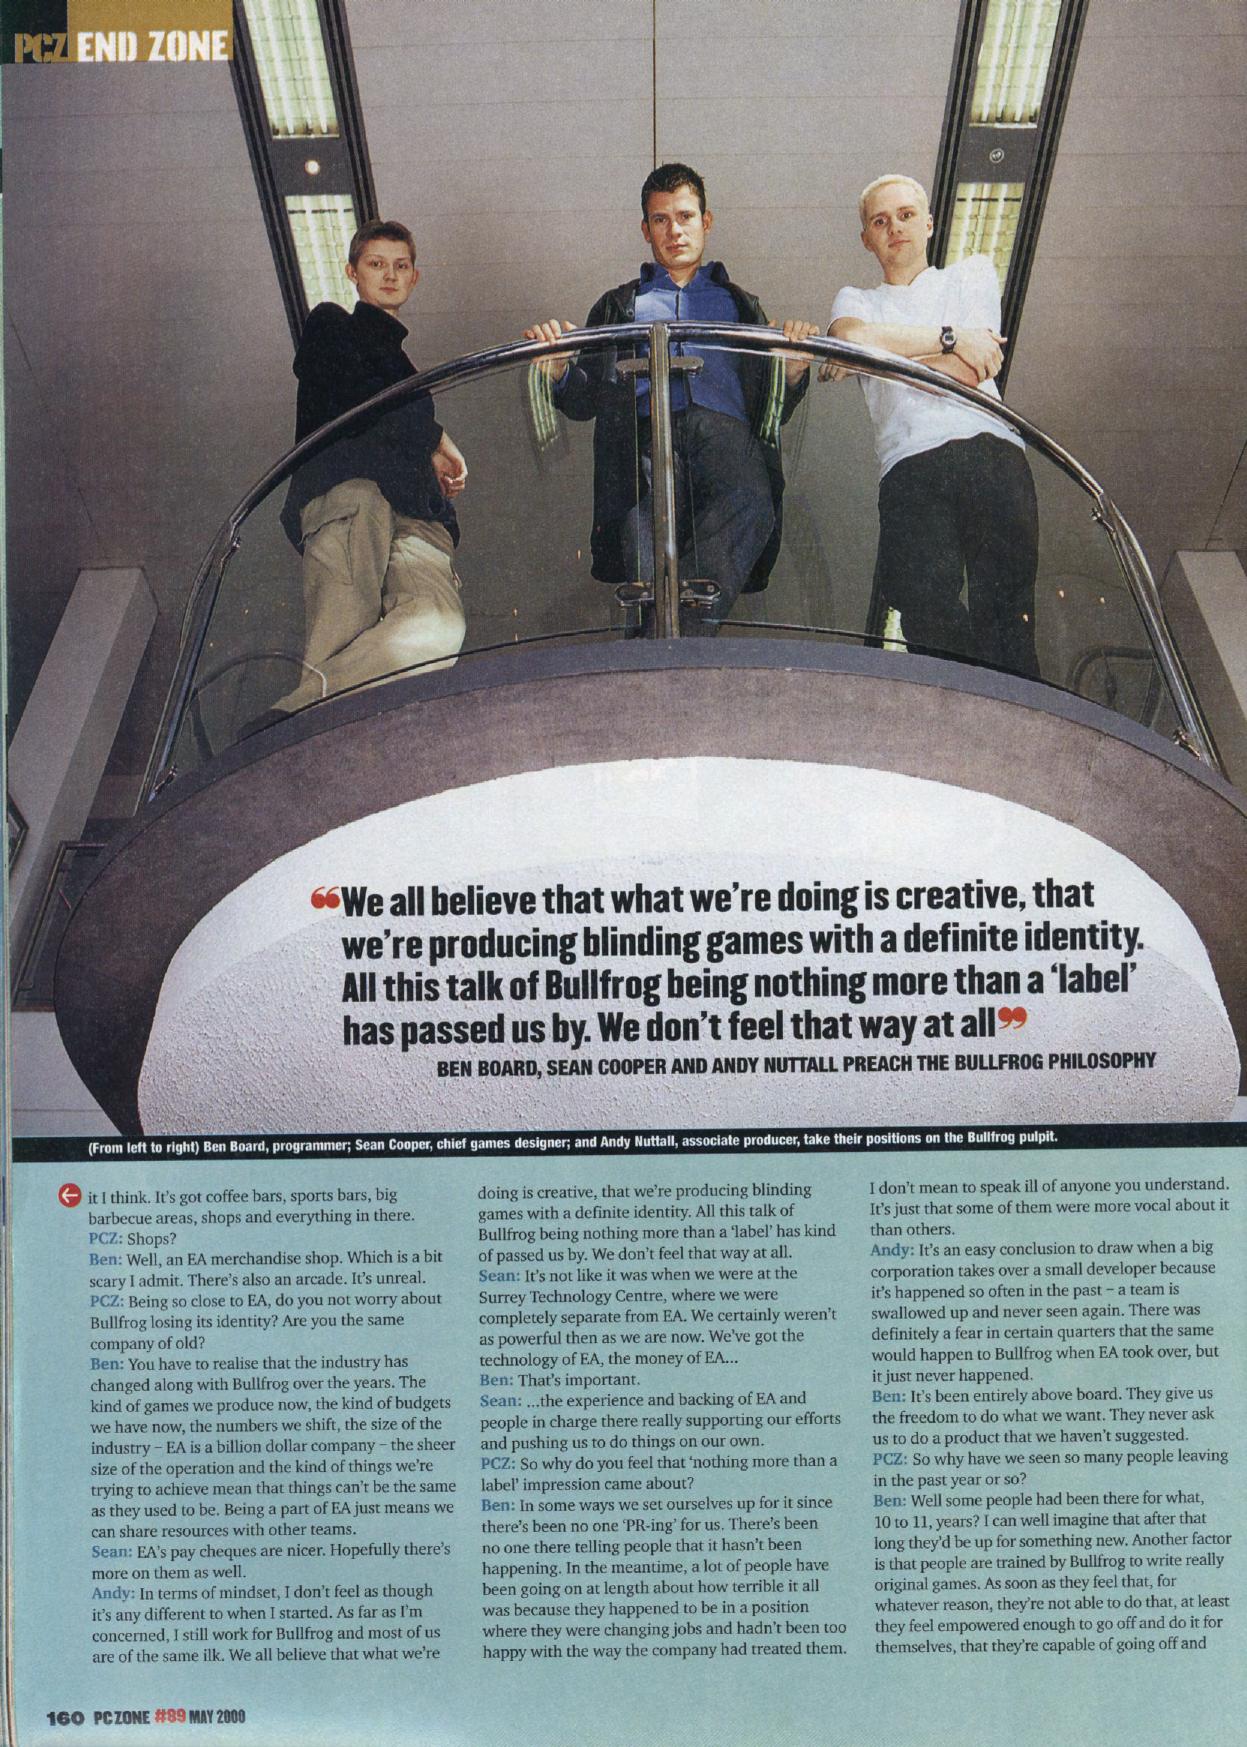 PCZ END ZONE
“We all believe that what we’re doing is creative, that
we’re producing blinding games with a definite identity.
All this talk of Bullfrog being nothing more than a ‘label’
has passed us by. We don’t feel that way at all”
BEN BOARD, SEAN COOPER AND ANDY NUTTALL PREACH THE BULLFROG PHILOSOPHY
(From left to right) Ben Board, programmer; Sean Cooper, chief games designer; and Andy Nuttall, associate producer, take their positions on the Bullfrog pulpit.
it I think. It’s got coffee bars, sports bars, big
barbecue areas, shops and everything in there.
PCZ: Shops?
Ben: Well, an EA merchandise shop. Which is a bit
scary I admit. There’s also an arcade. It’s unreal.
PCZ: Being so close to EA, do you not worry about
Bullfrog losing its identity? Are you the same
company of old?
Ben: You have to realise that the industry has
changed along with Bullfrog over the years. The
kind of games we produce now, the kind of budgets
we have now, the numbers we shift, the size of the
industry – EA is a billion dollar company – the sheer
size of the operation and the kind of things we’re
trying to achieve mean that things can’t be the same
as they used to be. Being a part of EA just means we
can share resources with other teams.
Sean: EA’s pay cheques are nicer. Hopefully there’s
more on them as well.
Andy: In terms of mindset, I don’t feel as though
it’s any different to when I started. As far as I’m
concerned, I still work for Bullfrog and most of us
are of the same ilk. We all believe that what we’re
doing is creative, that we’re producing blinding
games with a definite identity. All this talk of
Bullfrog being nothing more than a ‘label’ has kind
of passed us by. We don’t feel that way at all.
Sean: It’s not like it was when we were at the
Surrey Technology Centre, where we were
completely separate from EA. We certainly weren’t
as powerful then as we are now. We’ve got the
technology of EA, the money of EA...
Ben: That’s important.
Sean: ...the experience and backing of EA and
people in charge there really supporting our efforts
and pushing us to do things on our own.
PCZ: So why do you feel that ‘nothing more than a
label’ impression came about?
Ben: In some ways we set ourselves up for it since
there’s been no one ‘PR-ing’ for us. There’s been
no one there telling people that it hasn’t been
happening. In the meantime, a lot of people have
been going on at length about how terrible it all
was because they happened to be in a position
where they were changing jobs and hadn’t been too
happy with the way the company had treated them.
I don’t mean to speak ill of anyone you understand.
It’s just that some of them were more vocal about it
than others.
Andy: It’s an easy conclusion to draw when a big
corporation takes over a small developer because
it’s happened so often in the past – a team is
swallowed up and never seen again. There was
definitely a fear in certain quarters that the same
would happen to Bullfrog when EA took over, but
it just never happened.
Ben: It’s been entirely above board. They give us
the freedom to do what we want. They never ask
us to do a product that we haven’t suggested.
PCZ: So why have we seen so many people leaving
in the past year or so?
Ben: Well some people had been there for what,
10 to 11, years? I can well imagine that after that
long they’d be up for something new. Another factor
is that people are trained by Bullfrog to write really
original games. As soon as they feel that, for
whatever reason, they’re not able to do that, at least
they feel empowered enough to go off and do it for
themselves, that they’re capable of going off and
160 PCZONE #89 MAY 2000